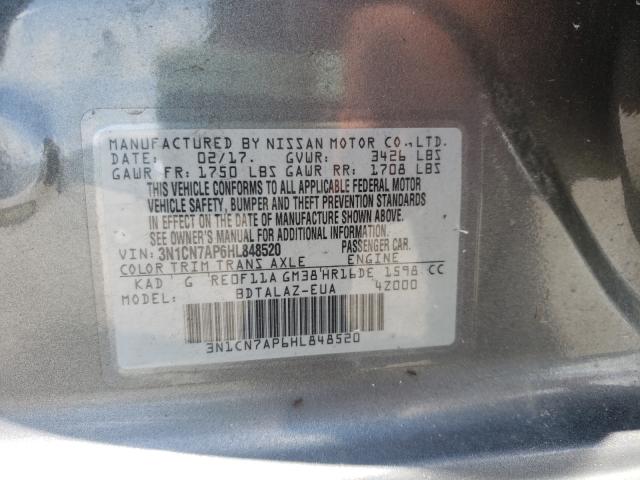 MANUFACTURED BY NISSAN MOTOR CO., LTD.
DATE: 02/17. GVWR: 3426 LBS
GAWR FR: 1750 LBS GAWR RR: 1708 LBS
THIS VEHICLE CONFORMS TO ALL APPLICABLE FEDERAL MOTOR
VEHICLE SAFETY, BUMPER AND THEFT PREVENTION STANDARDS
IN EFFECT ON THE DATE OF MANUFACTURE SHOWN ABOVE.
SEE OWNER'S MANUAL FOR ADDITIONAL INFORMATION.
VIN: 3N1CN7AP6HL848520 PASSENGER CAR.
COLOR TRIM TRANS AXLE ENGINE
KAD G RE0F11A GM38 HR16DE 1598 CC
MODEL: BDTALAZ-EUA 4Z000
3N1CN7AP6HL848520